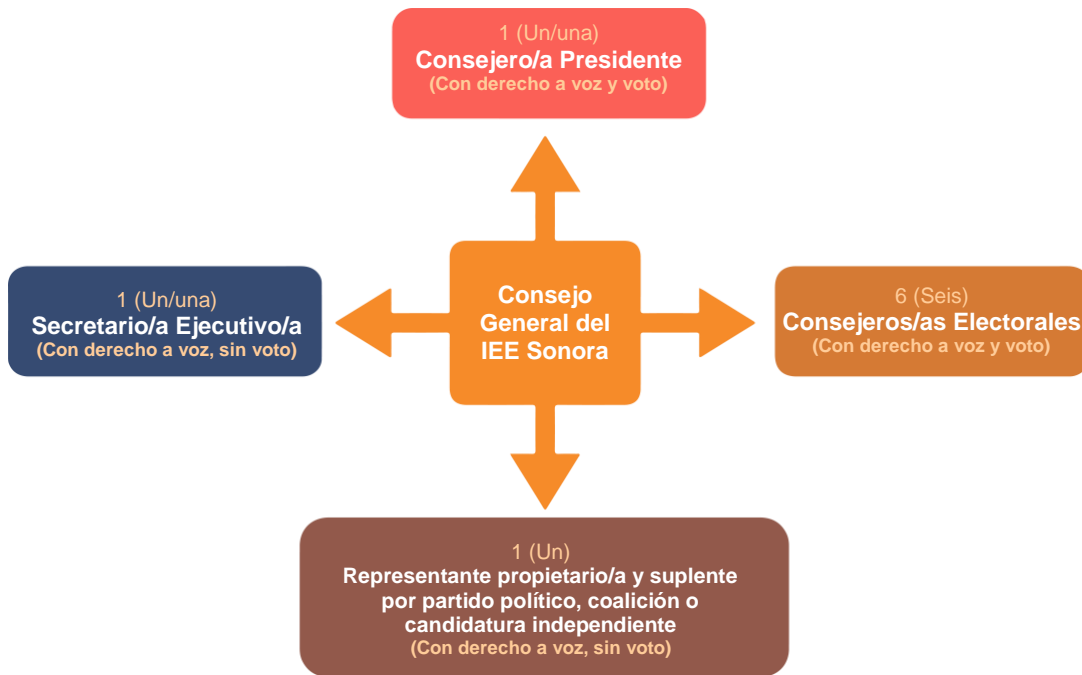 1 (Un/una)
Consejero/a Presidente
(Con derecho a voz y voto)
1 (Un/una)
Secretario/a Ejecutivo/a
(Con derecho a voz, sin voto)
Consejo
General del
IEE Sonora
6 (Seis)
Consejeros/as Electorales
(Con derecho a voz y voto)
1 (Un)
Representante propietario/a y suplente
por partido político, coalición o
candidatura independiente
(Con derecho a voz, sin voto)